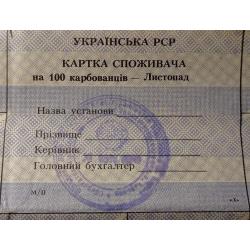 УКРАЇНСЬКА РСР
КАРТКА СПОЖИВАЧА
на 100 карбованців — Листопад
Назва установи
Прізвище
Керівник
Головний бухгалтер
М/П